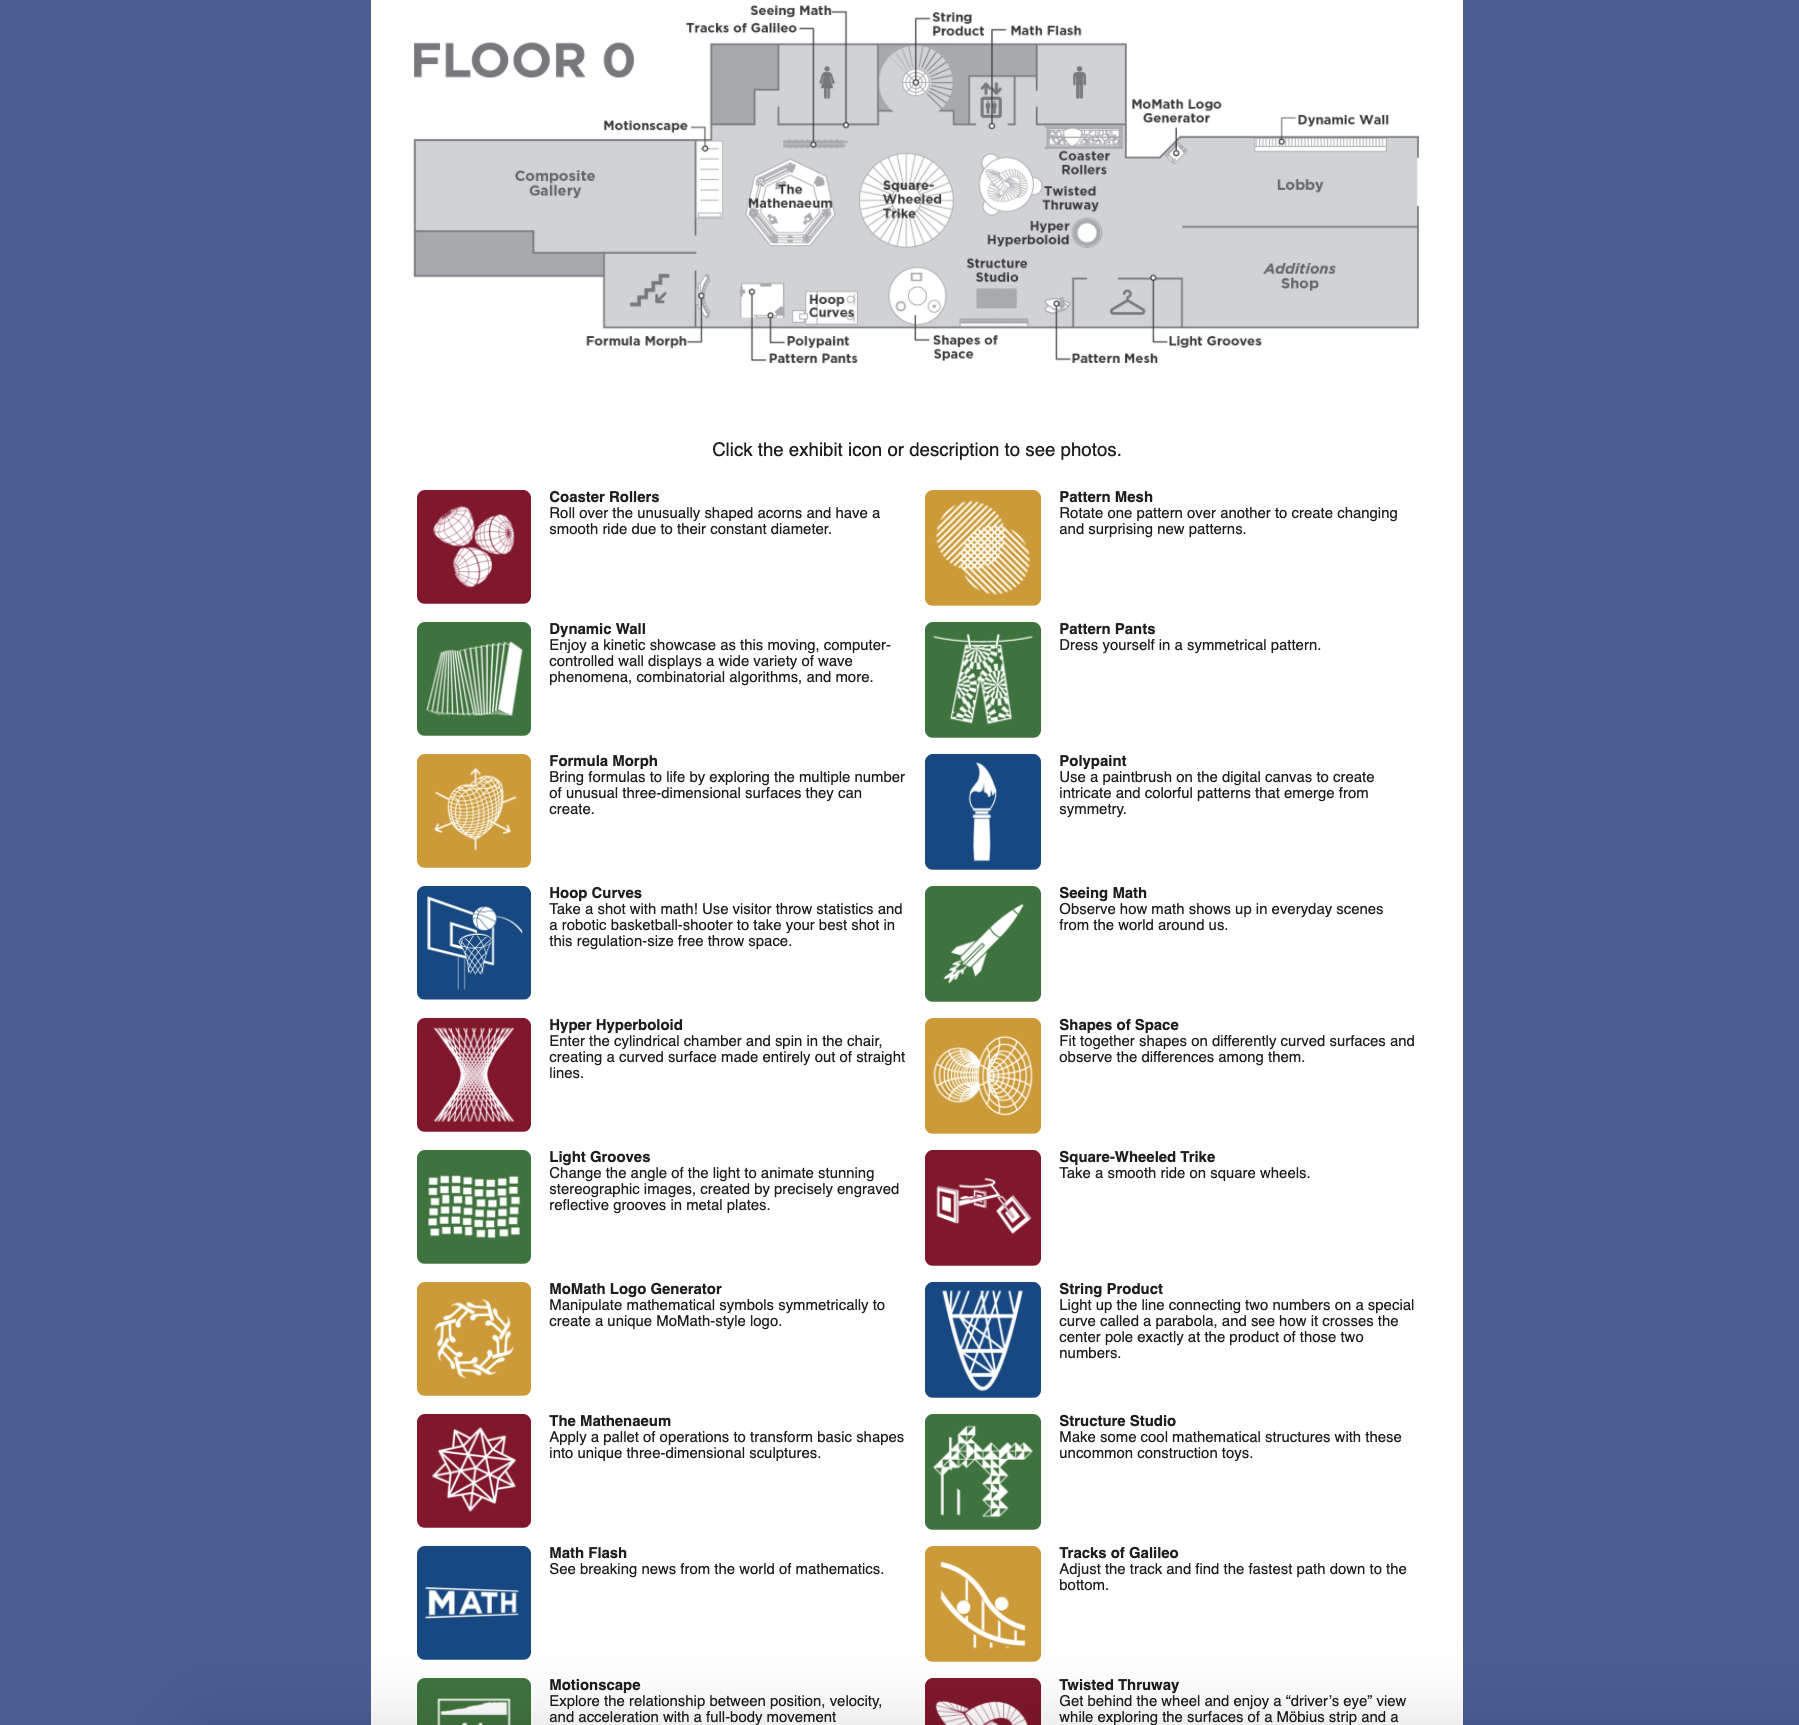 Seeing Math
Tracks of Galileo
String
Product
Math Flash
FLOOR 0
MoMath Logo
Generator
Dynamic Wall
Motionscape
Composite
Gallery
The
Mathenaeum
Square-
Wheeled
Trike
Coaster
Rollers
Twisted
Thruway
Lobby
Hyper
Hyperboloid
Structure
Studio
Additions
Shop
Hoop
Curves
Formula Morph
Polypaint
Pattern Pants
Shapes of
Space
Pattern Mesh
Light Grooves
Click the exhibit icon or description to see photos.
Coaster Rollers
Roll over the unusually shaped acorns and have a
smooth ride due to their constant diameter.
Pattern Mesh
Rotate one pattern over another to create changing
and surprising new patterns.
Dynamic Wall
Enjoy a kinetic showcase as this moving, computer-
controlled wall displays a wide variety of wave
phenomena, combinatorial algorithms, and more.
Pattern Pants
Dress yourself in a symmetrical pattern.
Formula Morph
Bring formulas to life by exploring the multiple number
of unusual three-dimensional surfaces they can
create.
Polypaint
Use a paintbrush on the digital canvas to create
intricate and colorful patterns that emerge from
symmetry.
Hoop Curves
Take a shot with math! Use visitor throw statistics and
a robotic basketball-shooter to take your best shot in
this regulation-size free throw space.
Seeing Math
Observe how math shows up in everyday scenes
from the world around us.
Hyper Hyperboloid
Enter the cylindrical chamber and spin in the chair,
creating a curved surface made entirely out of straight
lines.
Shapes of Space
Fit together shapes on differently curved surfaces and
observe the differences among them.
Light Grooves
Change the angle of the light to animate stunning
stereographic images, created by precisely engraved
reflective grooves in metal plates.
Square-Wheeled Trike
Take a smooth ride on square wheels.
MoMath Logo Generator
Manipulate mathematical symbols symmetrically to
create a unique MoMath-style logo.
String Product
Light up the line connecting two numbers on a special
curve called a parabola, and see how it crosses the
center pole exactly at the product of those two
numbers.
The Mathenaeum
Apply a pallet of operations to transform basic shapes
into unique three-dimensional sculptures.
Structure Studio
Make some cool mathematical structures with these
uncommon construction toys.
MATH
Math Flash
See breaking news from the world of mathematics.
Tracks of Galileo
Adjust the track and find the fastest path down to the
bottom.
Motionscape
Explore the relationship between position, velocity,
and acceleration with a full-body movement
Twisted Thruway
Get behind the wheel and enjoy a “driver’s eye” view
while exploring the surfaces of a Möbius strip and a